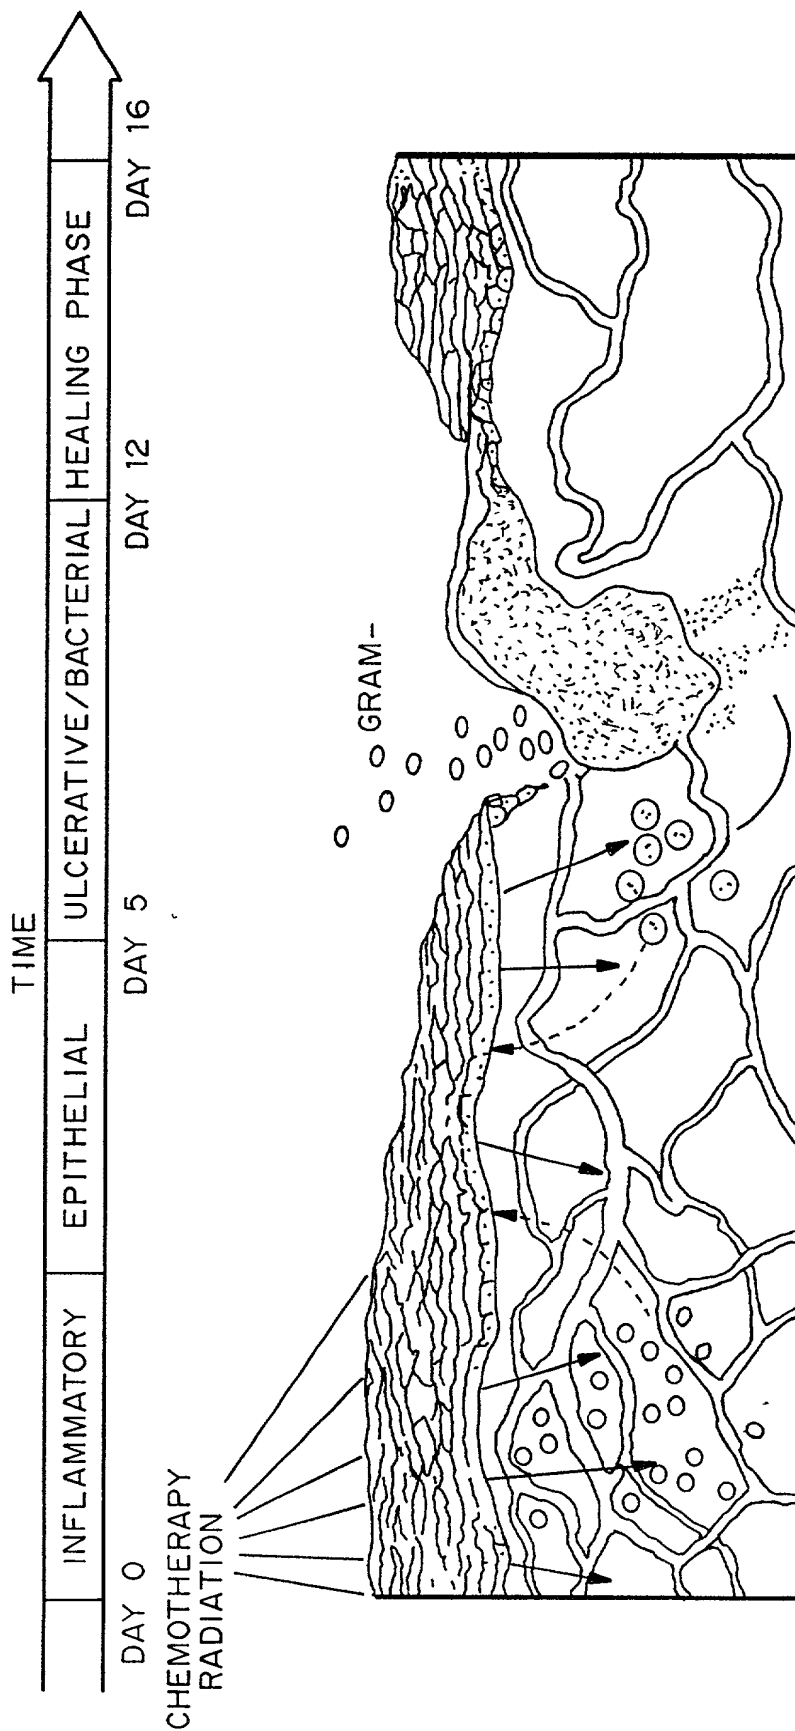 TIME
INFLAMMATORY
EPITHELIAL
ULCERATIVE/BACTERIAL
HEALING PHASE
DAY 0
DAY 5
DAY 12
DAY 16
CHEMOTHERAPY
RADIATION
GRAM-